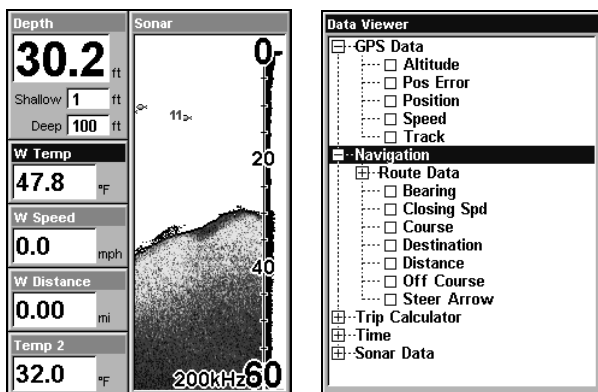 Depth
30.2 ft
Shallow 1 ft
Deep 100 ft
W Temp
47.8 °F
W Speed
0.0 mph
W Distance
0.00 mi
Temp 2
32.0 °F
Sonar
0
11
20
40
200kHz 60
Data Viewer
GPS Data
Altitude
Pos Error
Position
Speed
Track
Navigation
Route Data
Bearing
Closing Spd
Course
Destination
Distance
Off Course
Steer Arrow
Trip Calculator
Time
Sonar Data